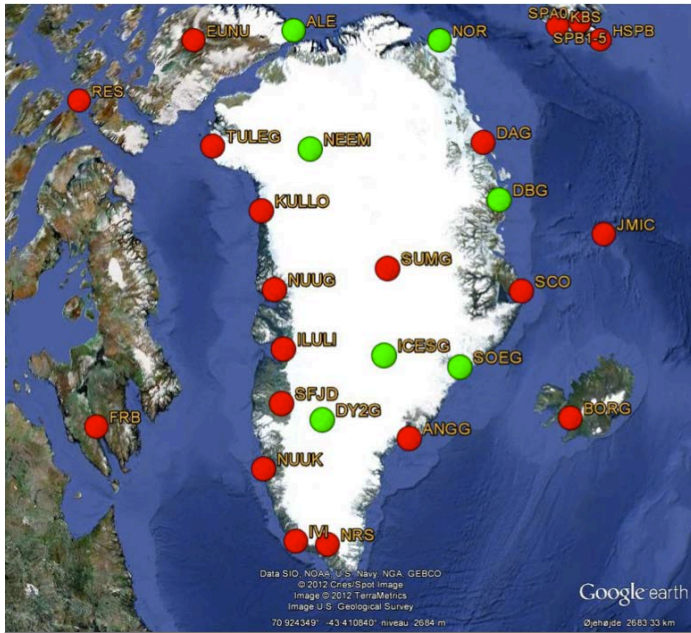 ALE
EUNU
NOR
SPA0 KBS
SPB1-5 HSPB
RES
TULEG
NEEM
DAG
DBG
KULLO
JMIC
SUMG
NUUG
SCO
ILULI
ICESG
SOEG
SFJD
DY2G
BORG
FRB
ANGG
NUUK
IVI
NRS
Data SIO, NOAA, U.S. Navy, NGA, GEBCO
© 2012 Cnes/Spot Image
Image © 2012 TerraMetrics
Image U.S. Geological Survey
Google earth
70.924349° -43.410840° niveau 2684 m
Øjehøjde 2683.33 km